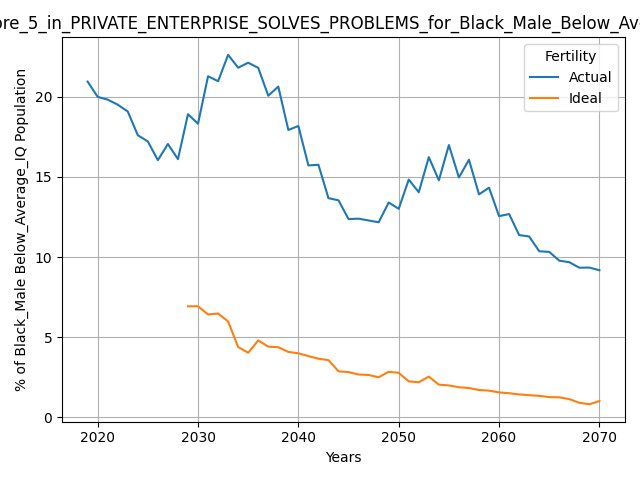 ore_5_in_PRIVATE_ENTERPRISE_SOLVES_PROBLEMS_for_Black_Male_Below_Ave
Fertility
Actual
Ideal
% of Black_Male Below_Average_IQ Population
20
15
10
5
0
2020 2030 2040 2050 2060 2070
Years